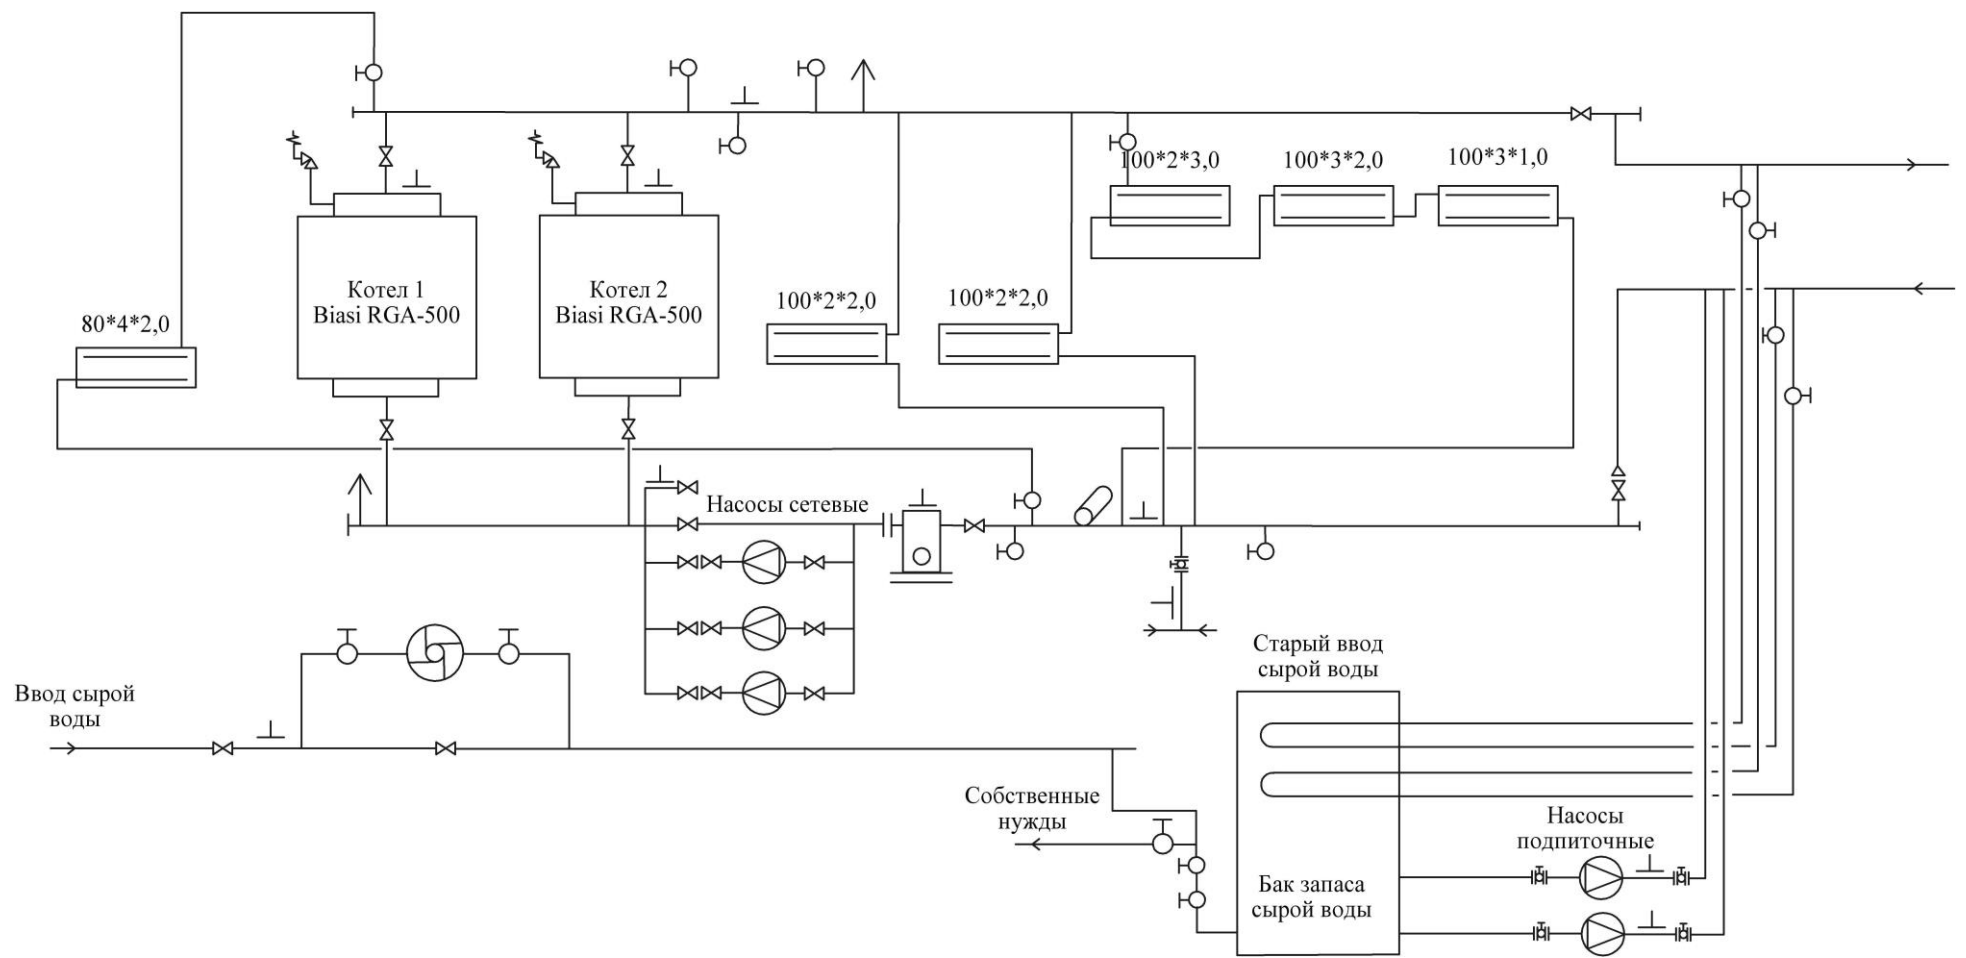 100*2*3,0
100*3*2,0
100*3*1,0
Котел 1
Biasi RGA-500
Котел 2
Biasi RGA-500
100*2*2,0
100*2*2,0
80*4*2,0
Насосы сетевые
Старый ввод
сырой воды
Ввод сырой
воды
Собственные
нужды
Насосы
подпиточные
Бак запаса
сырой воды